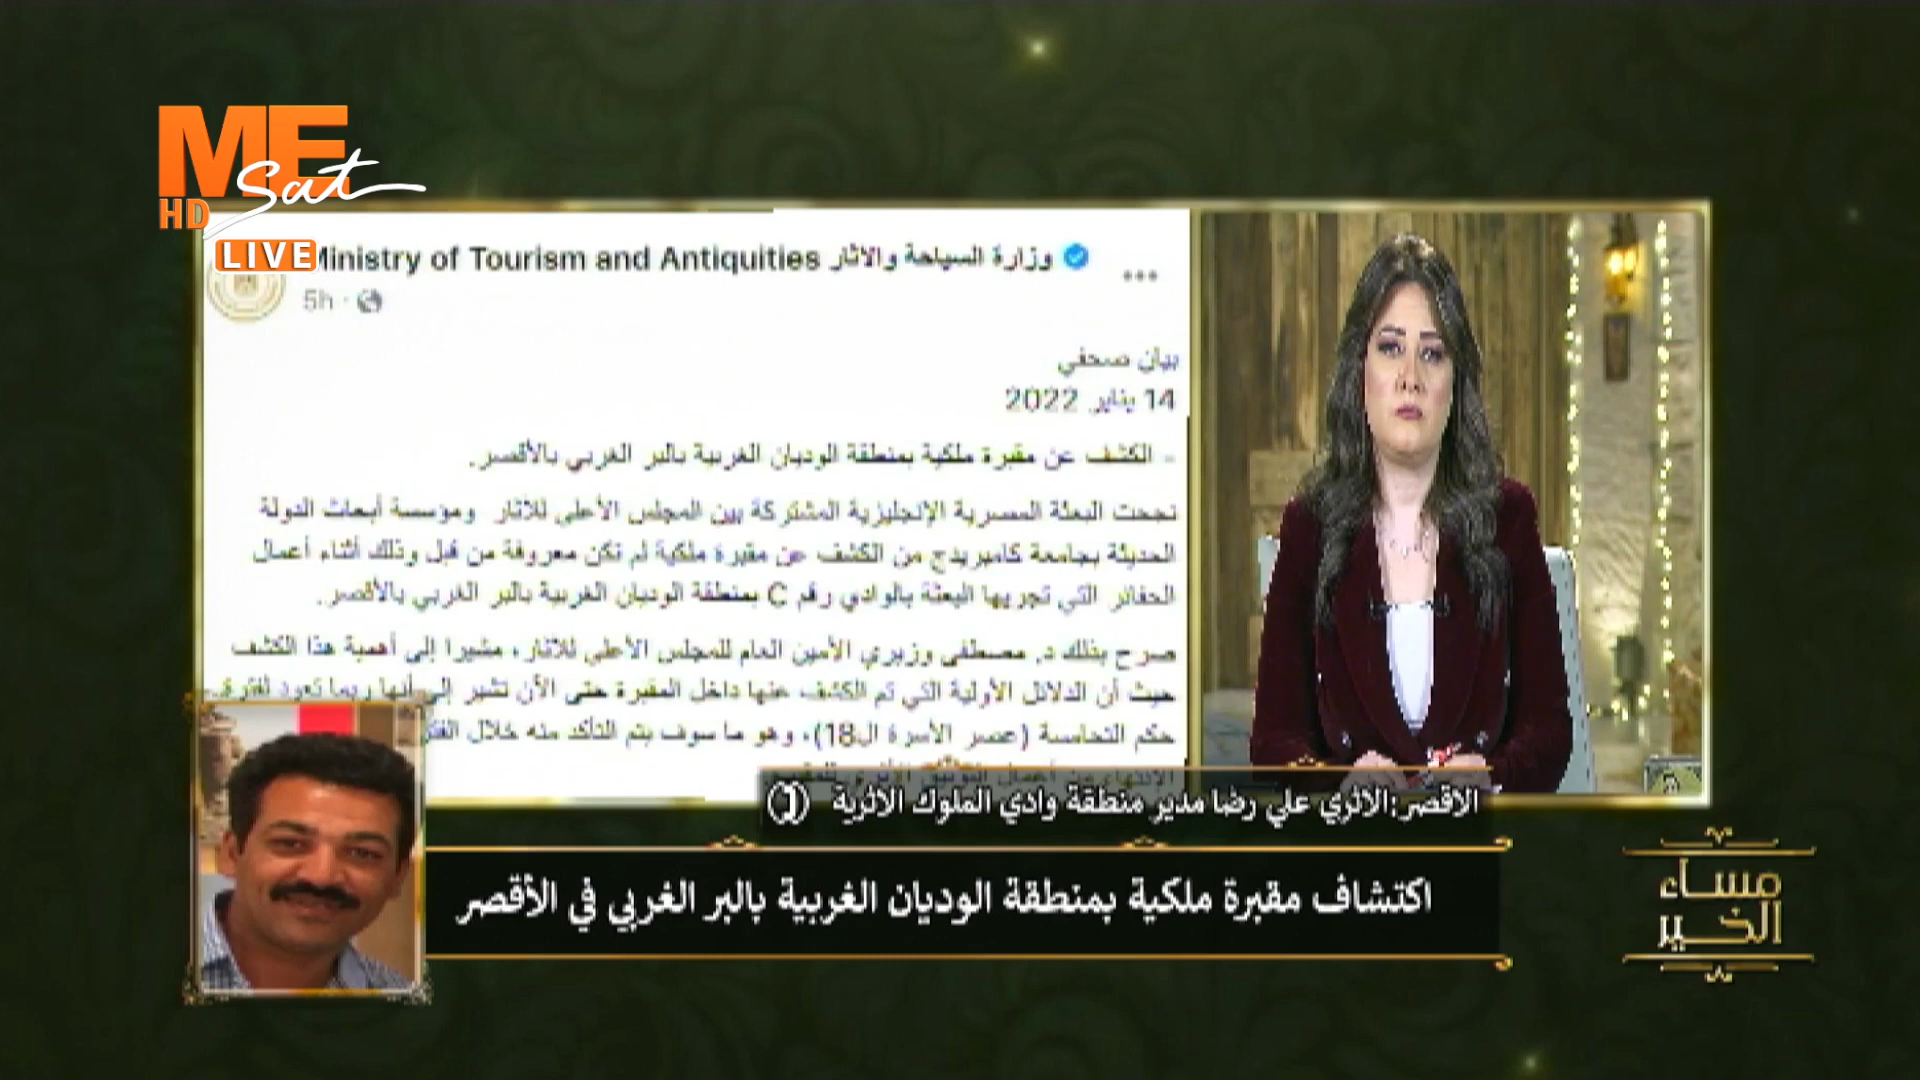 ME
Sat
HD
LIVE
Ministry of Tourism and Antiquities وزارة السياحة والآثار
5h
بيان صحفي
14 يناير 2022
- الكشف عن مقبرة ملكية بمنطقة الوديان الغربية بالبر الغربي بالأقصر.
نجحت البعثة المصرية الإنجليزية المشتركة بين المجلس الأعلى للآثار ومؤسسة أبحاث الدولة
الحديثة بجامعة كامبريدج من الكشف عن مقبرة ملكية لم تكن معروفة من قبل وذلك أثناء أعمال
الحفائر التي تجريها البعثة بالوادي رقم C بمنطقة الوديان الغربية بالبر الغربي بالأقصر.
صرح بذلك د. مصطفى وزيري الأمين العام للمجلس الأعلى للآثار، مشيرا إلى أهمية هذا الكشف
حيث أن الدلائل الأولية التي تم الكشف عنها داخل المقبرة حتى الآن تشير إلى أنها ربما تعود لفترة
حكم التحامسة (عصر الأسرة ال18)، وهو ما سوف يتم التأكد منه خلال
الاقصر:الاثري علي رضا مدير منطقة وادي الملوك الاثرية
اكتشاف مقبرة ملكية بمنطقة الوديان الغربية بالبر الغربي في الأقصر
مساء
الخير